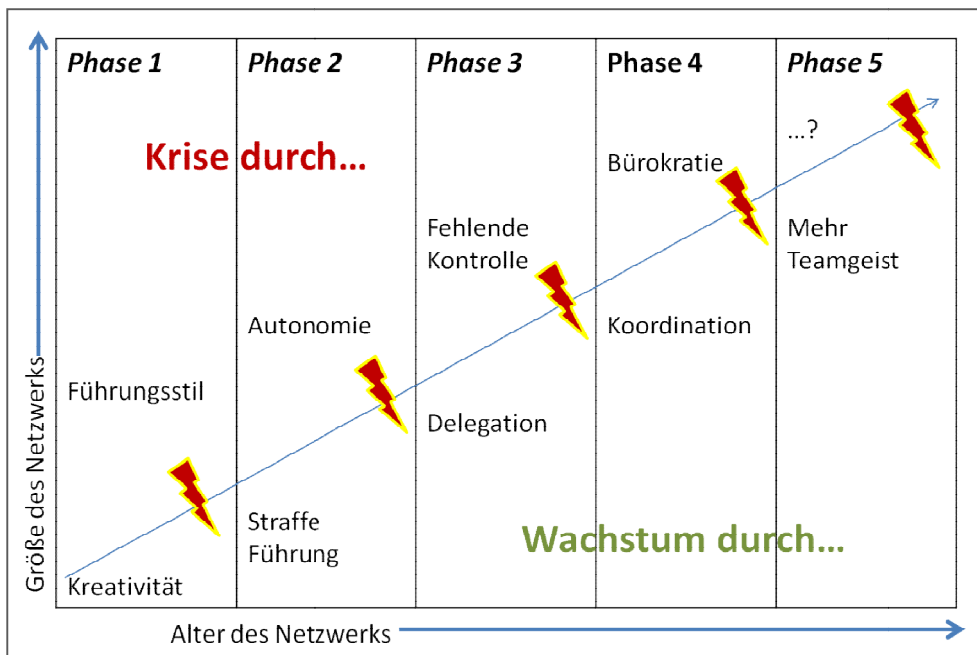 Phase 1
Phase 2
Phase 3
Phase 4
Phase 5
...?
Krise durch...
Bürokratie
Fehlende
Kontrolle
Mehr
Teamgeist
Autonomie
Koordination
Führungsstil
Delegation
Straffe
Führung
Wachstum durch...
Kreativität
Größe des Netzwerks
Alter des Netzwerks